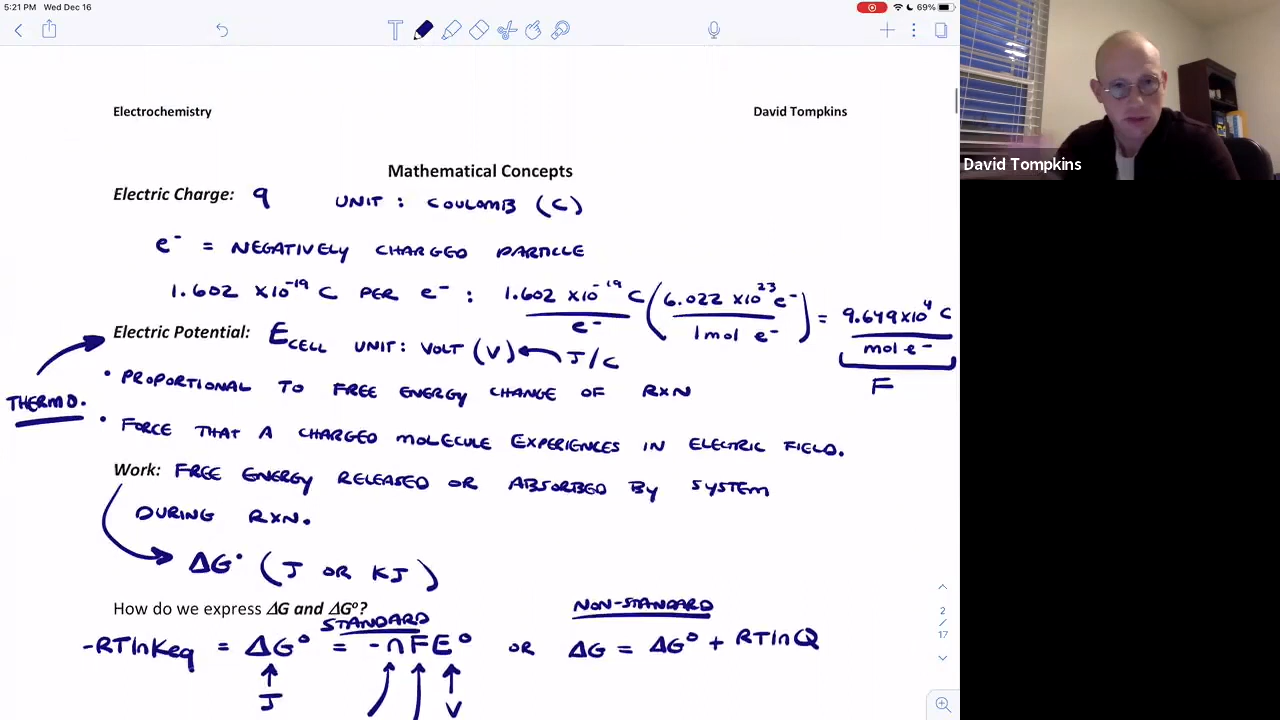 5:21 PM Wed Dec 16
69%
Electrochemistry
David Tompkins
David Tompkins
Mathematical Concepts
Electric Charge: q UNIT : COULOMB (C)
e⁻ = NEGATIVELY CHARGED PARTICLE
1.602 x10⁻¹⁹ C PER e⁻ : 1.602 x10⁻¹⁹ C / e⁻ (6.022 x10²³ e⁻ / 1mol e⁻) = 9.649x10⁴ C / mol e⁻
F
Electric Potential: E CELL UNIT: VOLT (V) ← J/C
THERMO.
• PROPORTIONAL TO FREE ENERGY CHANGE OF RXN
• FORCE THAT A CHARGED MOLECULE EXPERIENCES IN ELECTRIC FIELD.
Work: FREE ENERGY RELEASED OR ABSORBED BY SYSTEM
DURING RXN.
ΔG° (J OR KJ)
How do we express ΔG and ΔG°?
STANDARD
NON-STANDARD
-RTlnKeq = ΔG° = -nFE° OR ΔG = ΔG° + RTlnQ
J
V
2
/
17